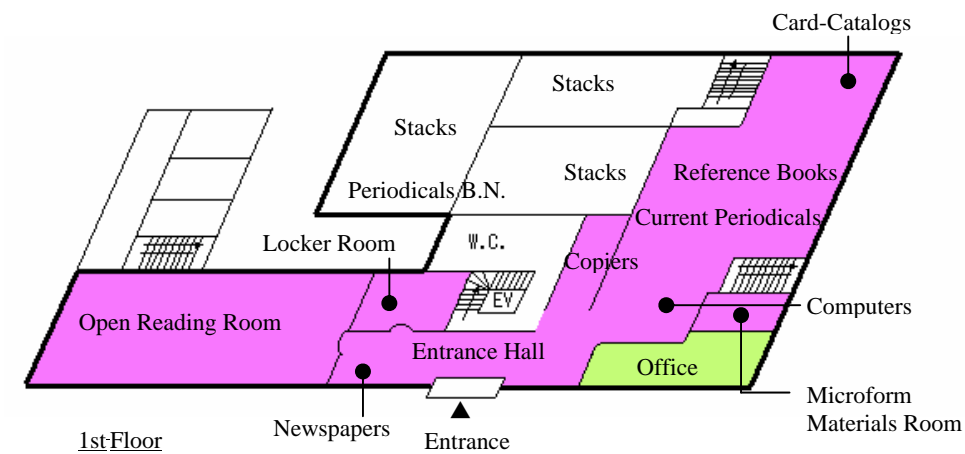 Card-Catalogs
Stacks
Stacks
Stacks
Reference Books
Periodicals B.N.
Current Periodicals
W.C.
Locker Room
Copiers
EV
Computers
Open Reading Room
Entrance Hall
Office
Microform
Materials Room
Newspapers
Entrance
1st Floor